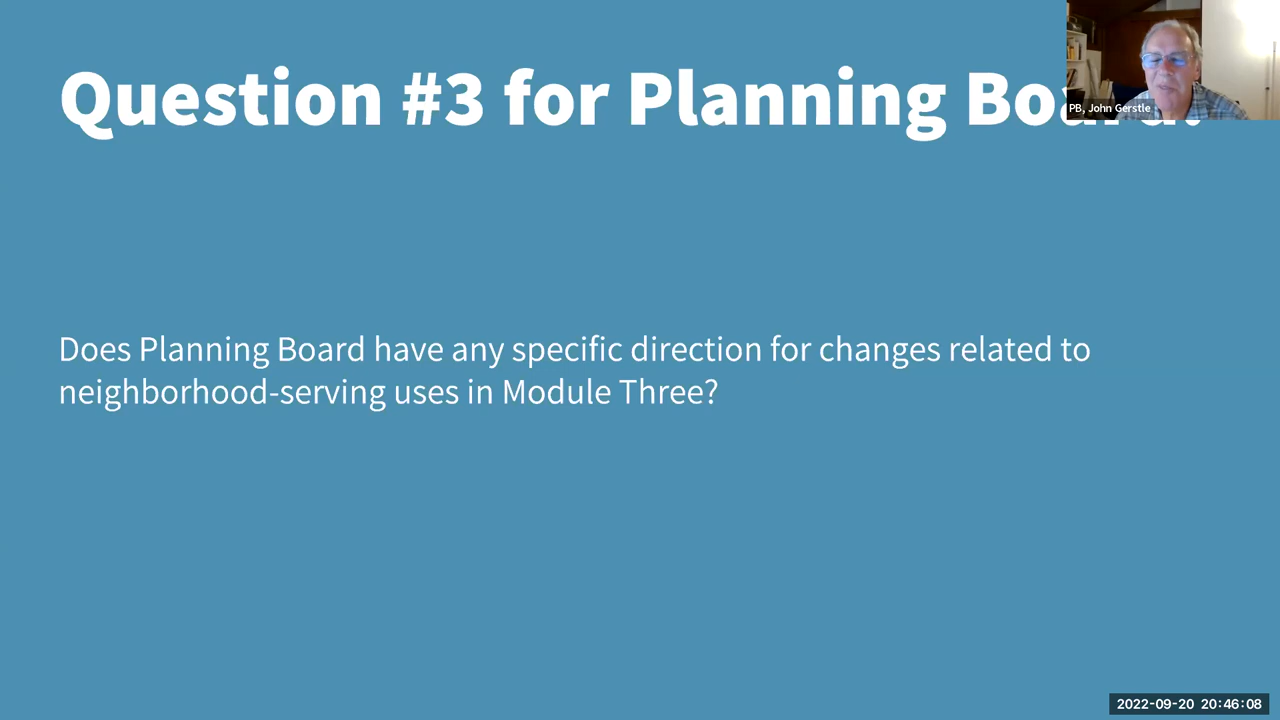 Question #3 for Planning
PB, John Gerstle
Does Planning Board have any specific direction for changes related to
neighborhood-serving uses in Module Three?
2022-09-20 20:46:08